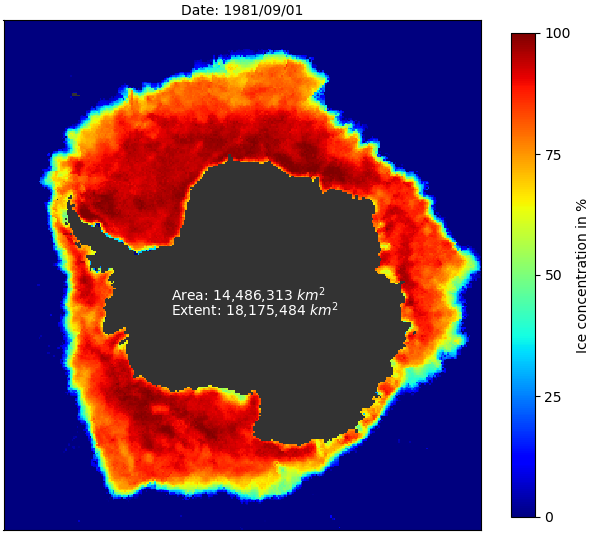 Date: 1981/09/01
Area: 14,486,313 km²
Extent: 18,175,484 km²
100
75
50
25
0
Ice concentration in %